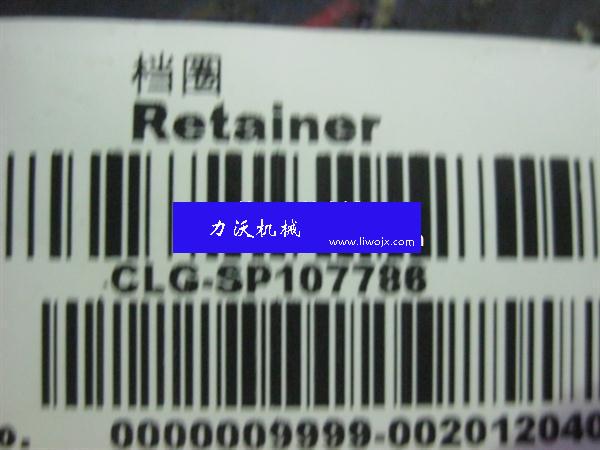 档圈
Retainer
力沃机械
www.liwojx.com
CLG-SP107786
o. 0000009999-002012040